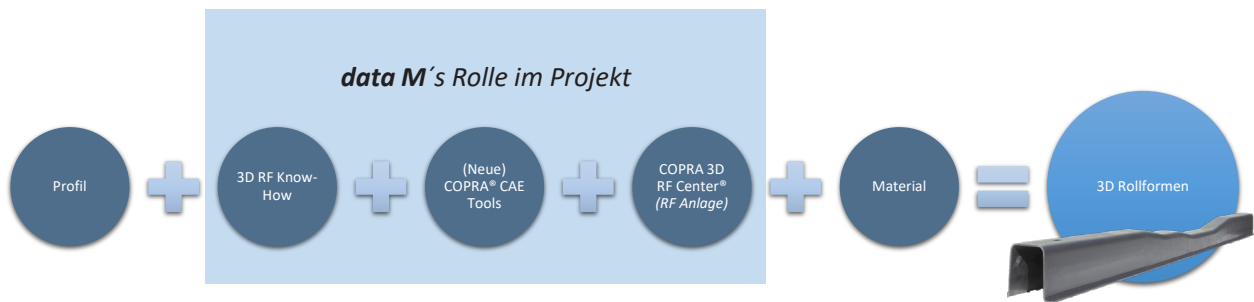 data M´s Rolle im Projekt
Profil
3D RF Know-
How
(Neue)
COPRA® CAE
Tools
COPRA 3D
RF Center®
(RF Anlage)
Material
3D Rollformen